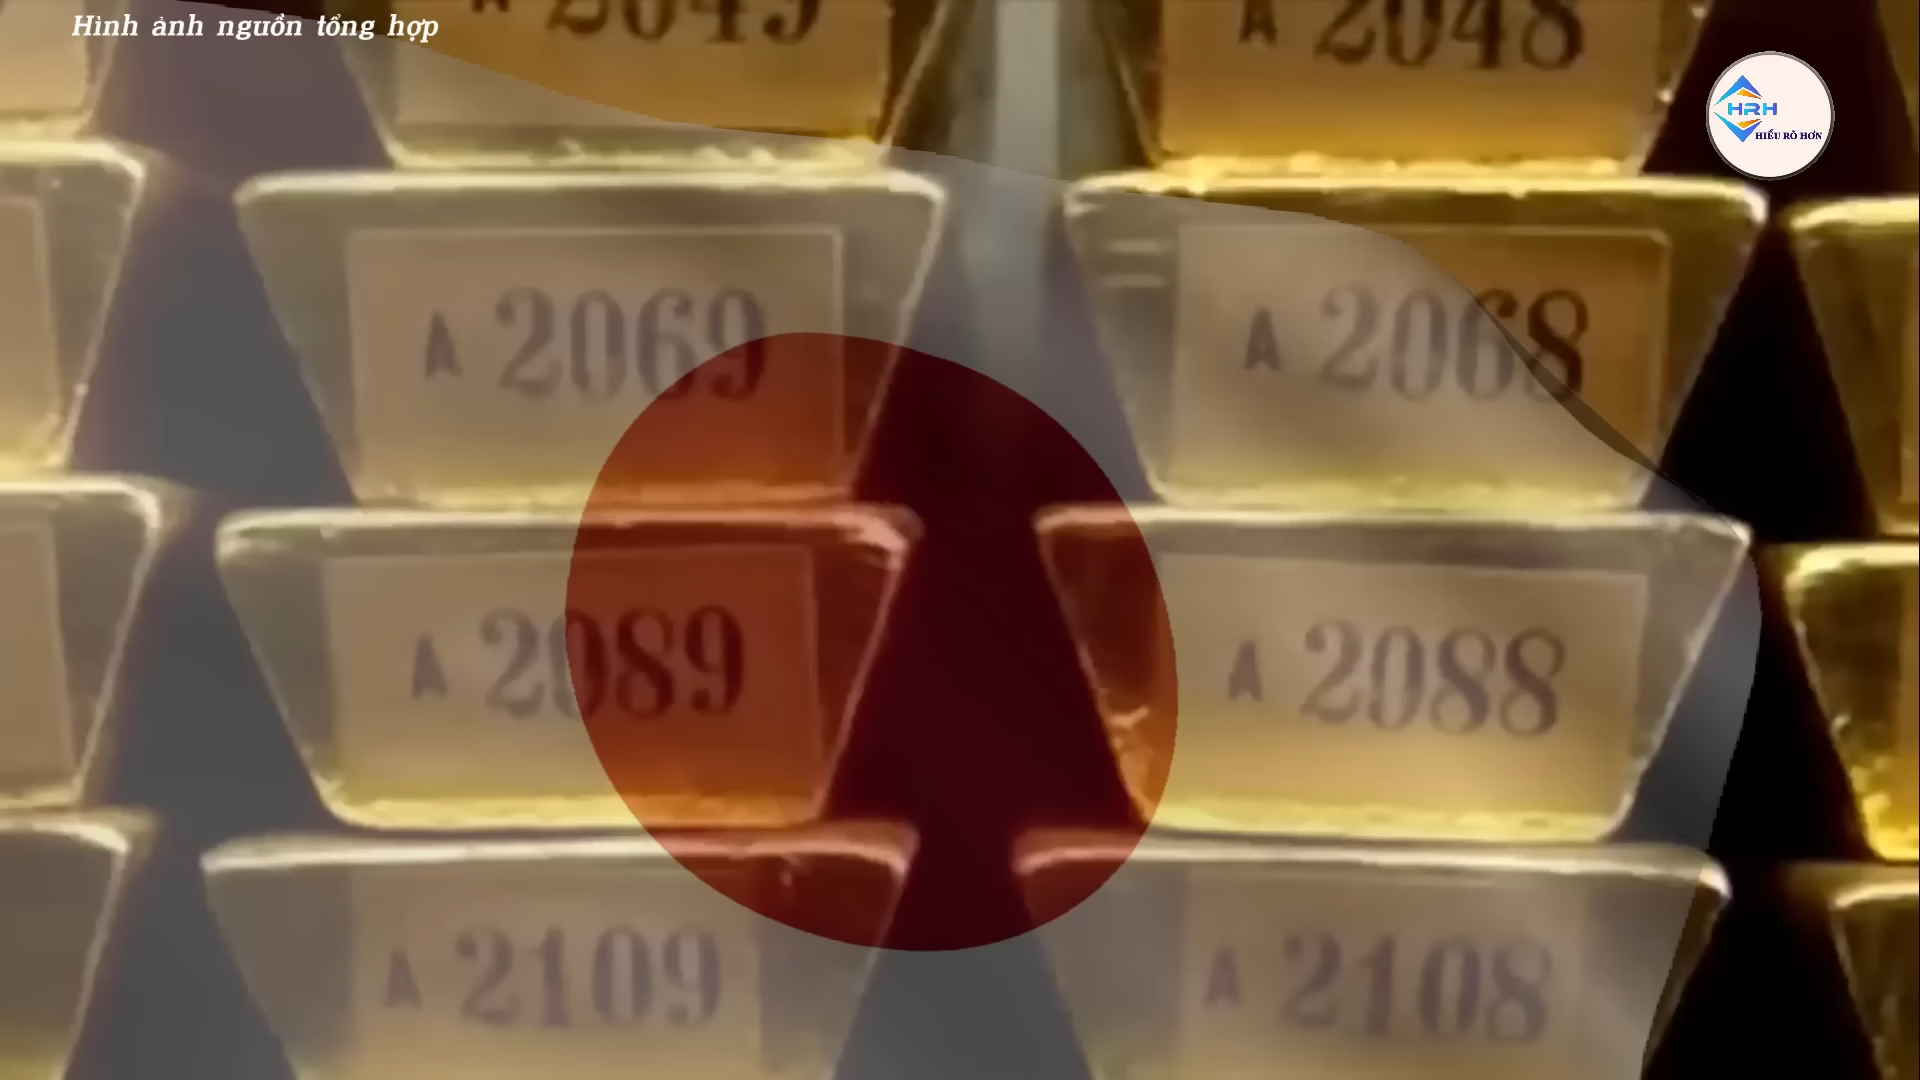 Hình ảnh nguồn tổng hợp
A 2049
A 2048
HRH
HIỂU RÕ HƠN
A 2069
A 2068
A 2089
A 2088
A 2109
A 2108